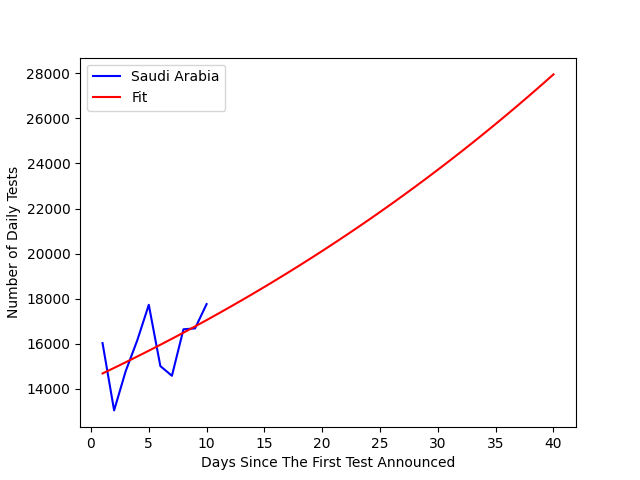 Saudi Arabia
Fit
28000
26000
24000
22000
20000
18000
16000
14000
Number of Daily Tests
0 5 10 15 20 25 30 35 40
Days Since The First Test Announced